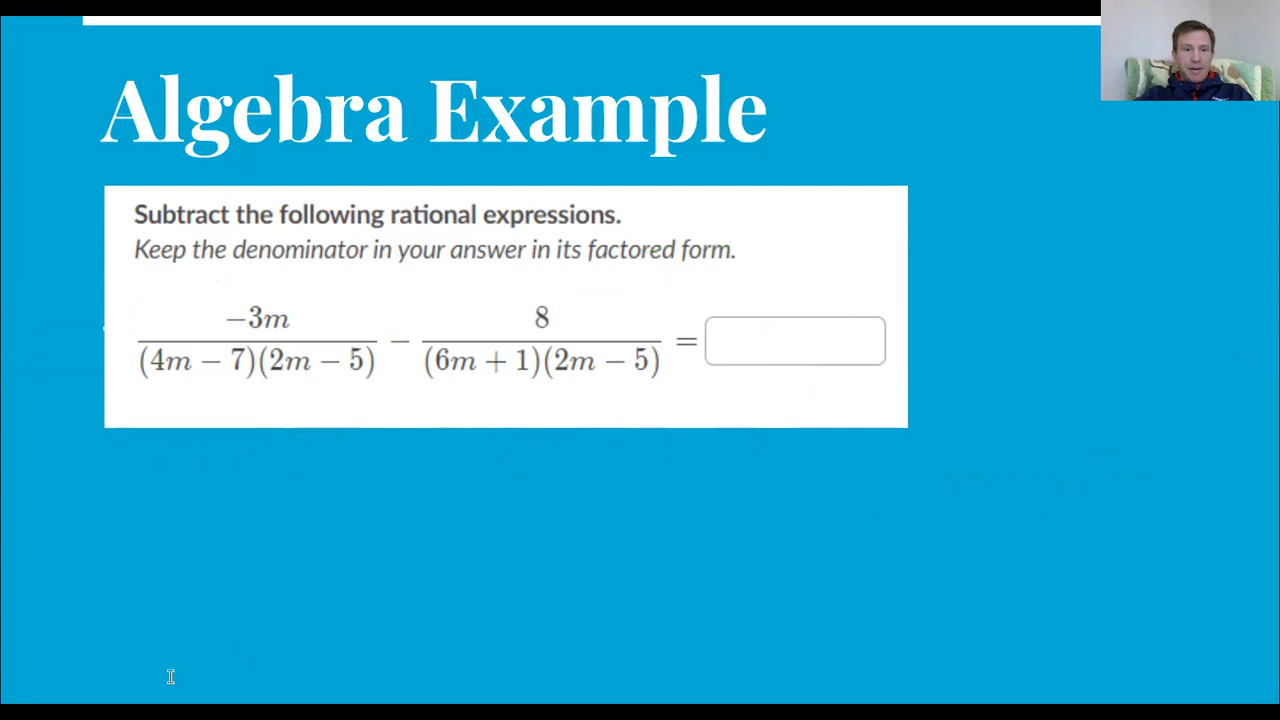 Algebra Example
Subtract the following rational expressions.
Keep the denominator in your answer in its factored form.
−3m / (4m − 7)(2m − 5) − 8 / (6m + 1)(2m − 5) =